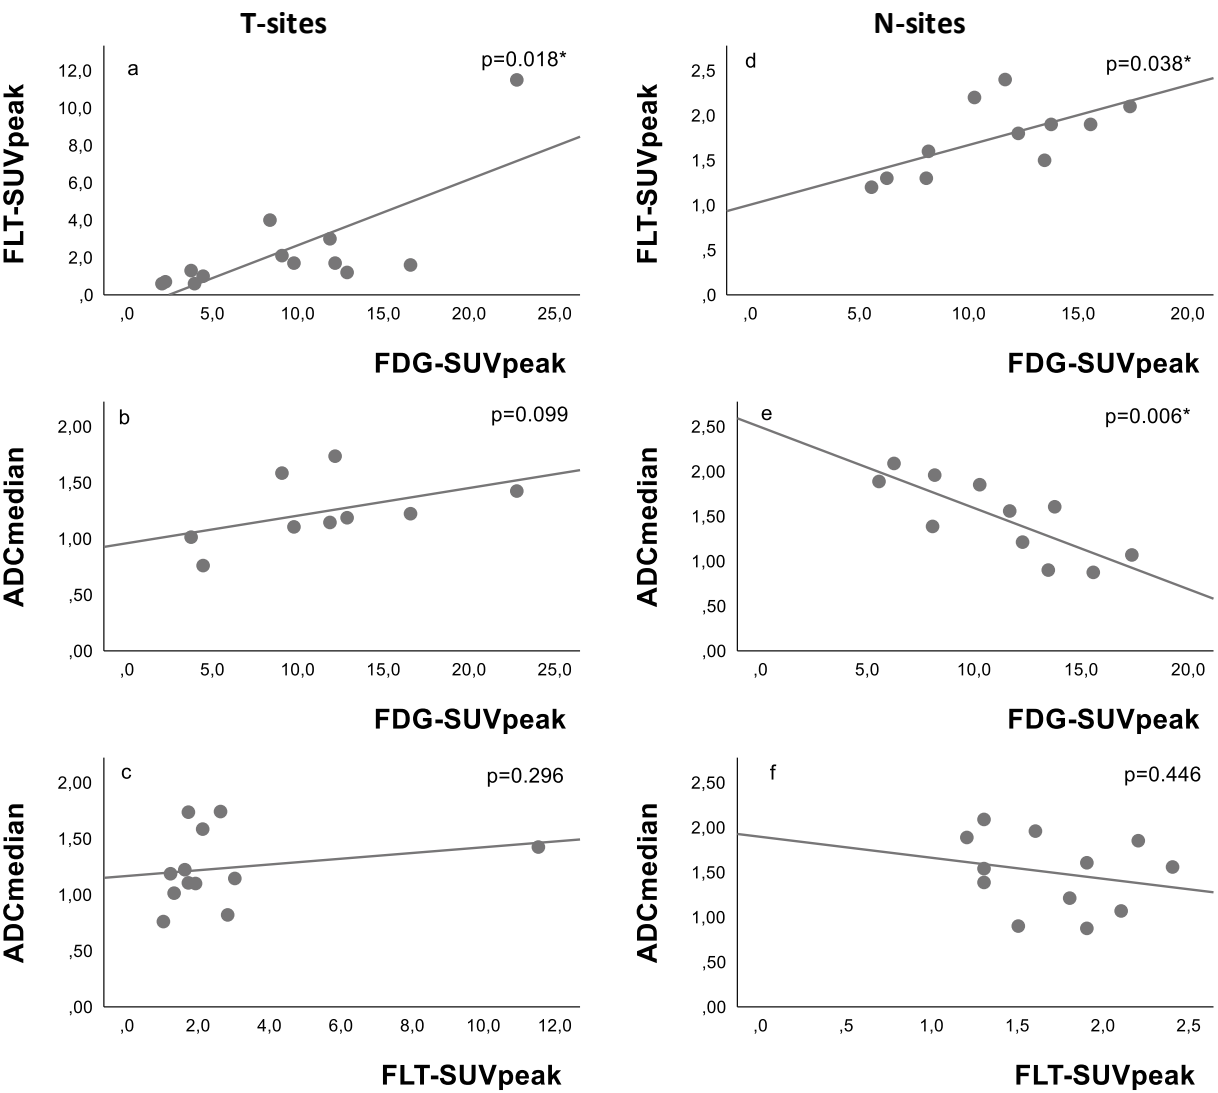 T-sites
N-sites
a
p=0.018*
12,0
10,0
8,0
6,0
4,0
2,0
,0
FLT-SUVpeak
,0 5,0 10,0 15,0 20,0 25,0
FDG-SUVpeak
d
p=0.038*
2,5
2,0
1,5
1,0
,5
,0
FLT-SUVpeak
,0 5,0 10,0 15,0 20,0
FDG-SUVpeak
b
p=0.099
2,00
1,50
1,00
,50
,00
ADCmedian
,0 5,0 10,0 15,0 20,0 25,0
FDG-SUVpeak
e
p=0.006*
2,50
2,00
1,50
1,00
,50
,00
ADCmedian
,0 5,0 10,0 15,0 20,0
FDG-SUVpeak
c
p=0.296
2,00
1,50
1,00
,50
,00
ADCmedian
,0 2,0 4,0 6,0 8,0 10,0 12,0
FLT-SUVpeak
f
p=0.446
2,50
2,00
1,50
1,00
,50
,00
ADCmedian
,0 ,5 1,0 1,5 2,0 2,5
FLT-SUVpeak